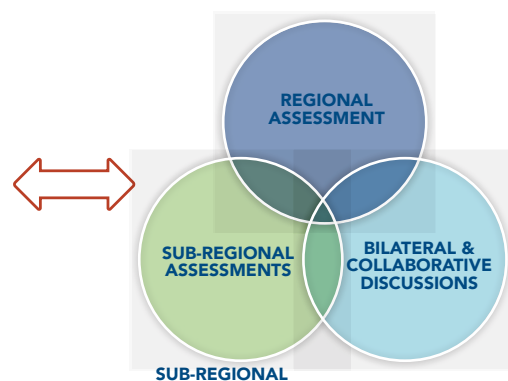 REGIONAL
ASSESSMENT
SUB-REGIONAL
ASSESSMENTS
BILATERAL &
COLLABORATIVE
DISCUSSIONS
SUB-REGIONAL